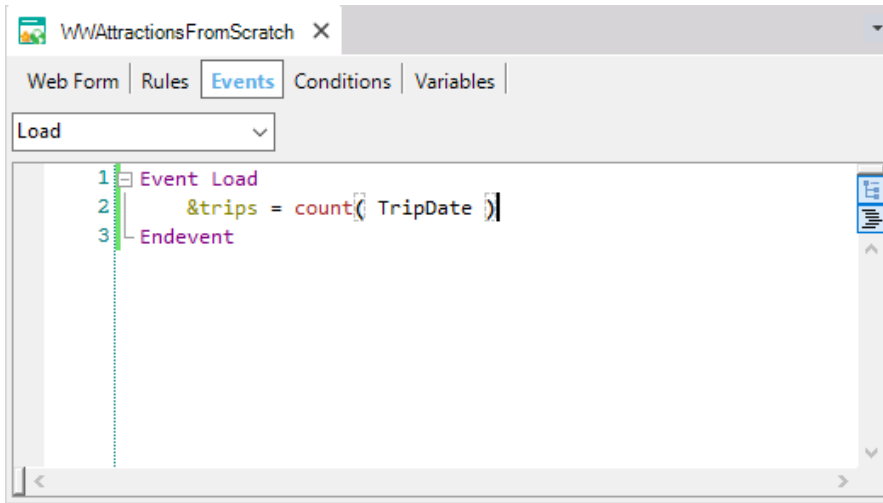 WWAttractionsFromScratch
Web Form Rules Events Conditions Variables
Load
1 Event Load
2 &trips = count( TripDate )
3 Endevent